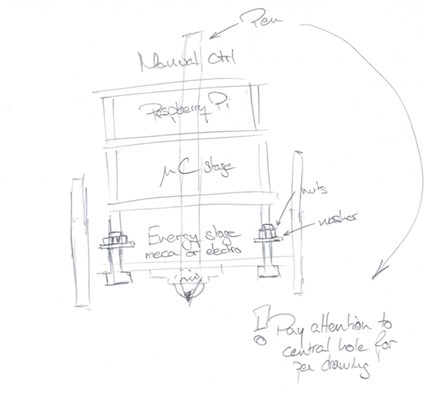 Pen
Manual Ctrl
Raspberry Pi
μC stage
nuts
washer
Energy stage
meca or electro
! Pay attention to
central hole for
pen drawing